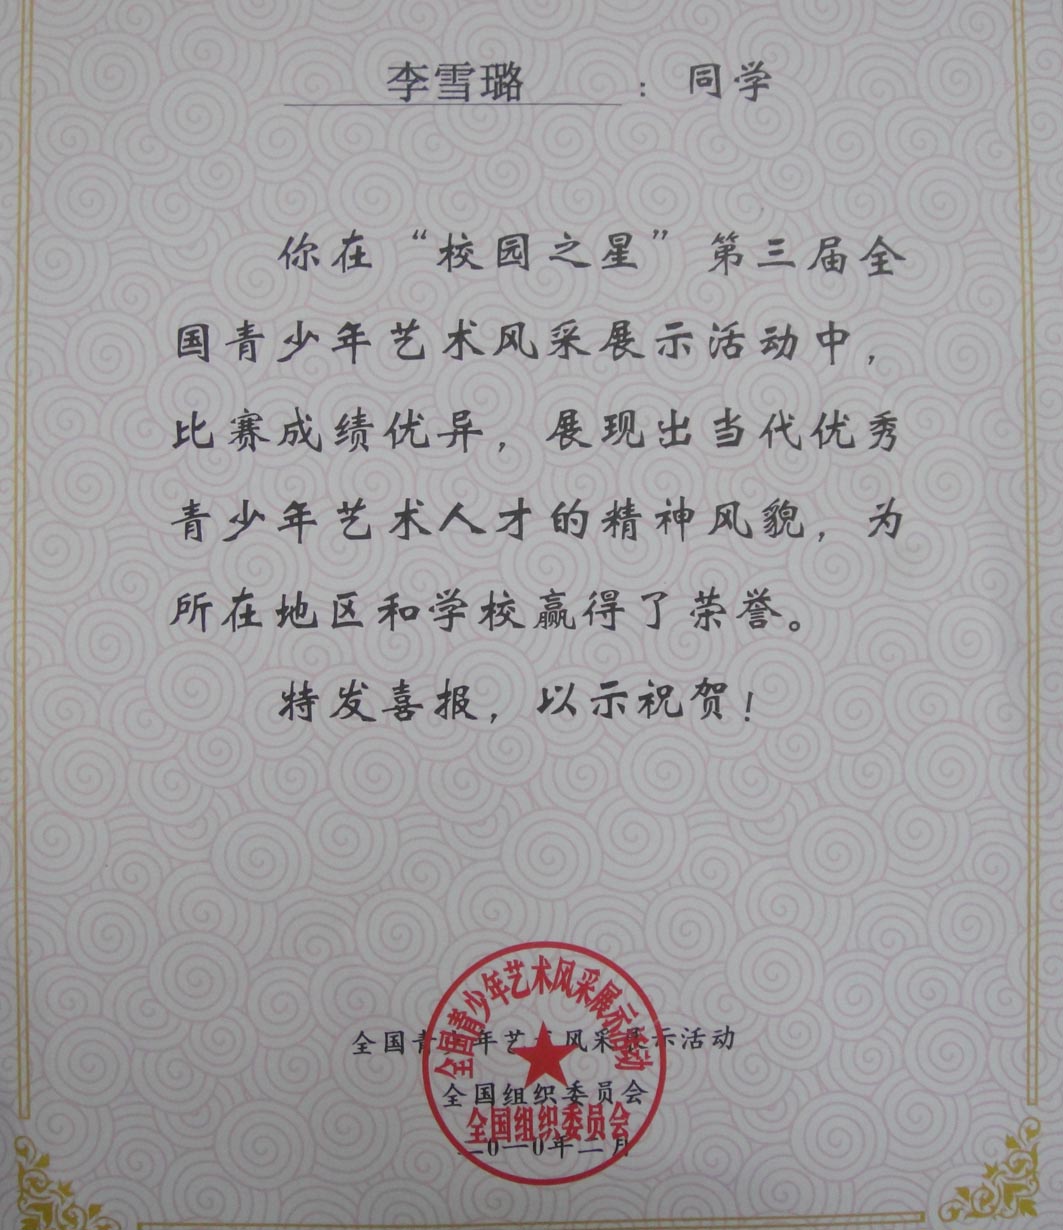 李雪璐：同学
你在“校园之星”第三届全
国青少年艺术风采展示活动中，
比赛成绩优异，展现出当代优秀
青少年艺术人才的精神风貌，为
所在地区和学校赢得了荣誉。
特发喜报，以示祝贺！
全国青少年艺术风采展示活动
全国青少年艺术风采展示活动
全国组织委员会
全国组织委员会
二0一0年二月